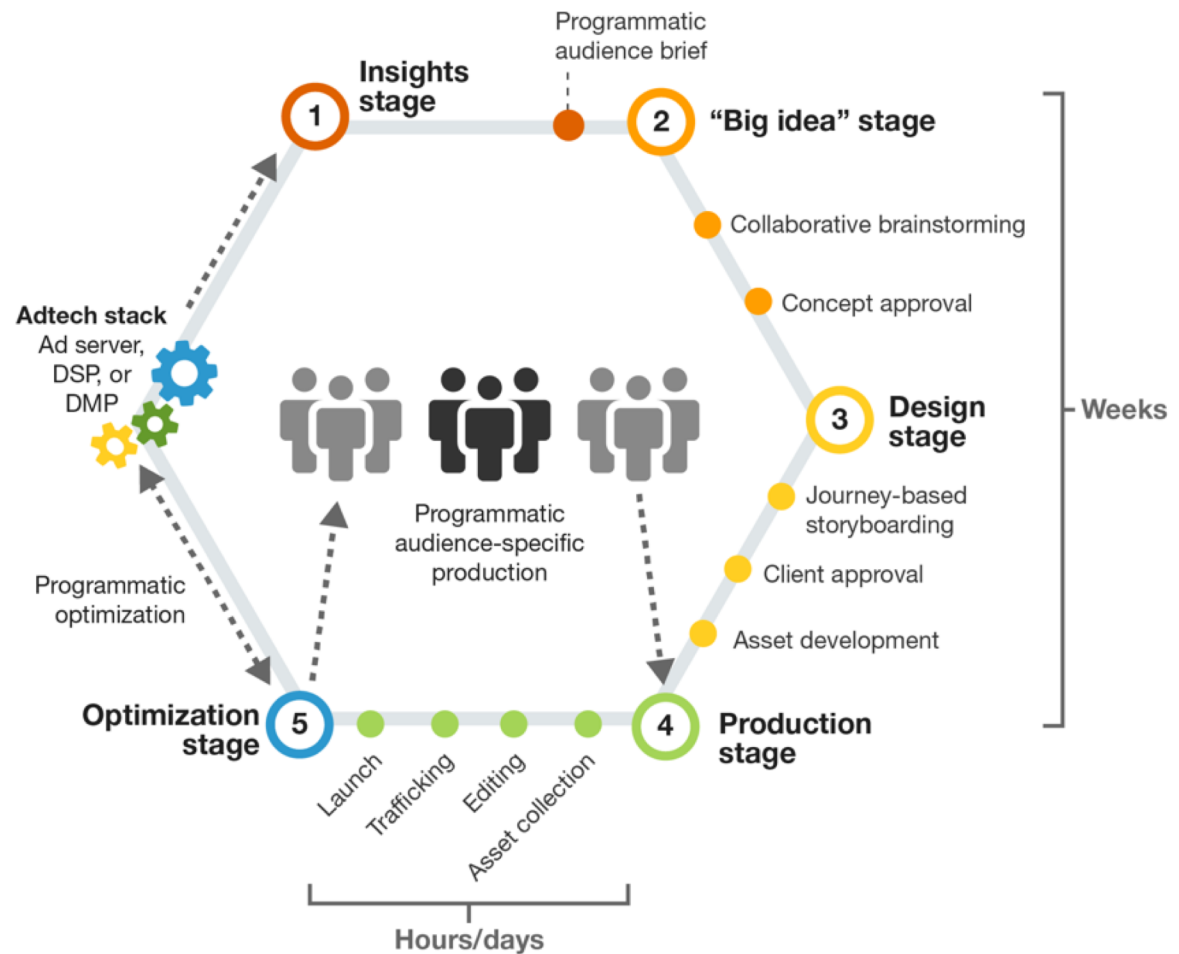 Programmatic
audience brief
Insights
stage
1
2
“Big idea” stage
Collaborative brainstorming
Concept approval
Adtech stack
Ad server,
DSP, or
DMP
3
Design
stage
Weeks
Journey-based
storyboarding
Programmatic
audience-specific
production
Client approval
Programmatic
optimization
Asset development
Optimization
stage
5
4
Production
stage
Launch
Trafficking
Editing
Asset collection
Hours/days